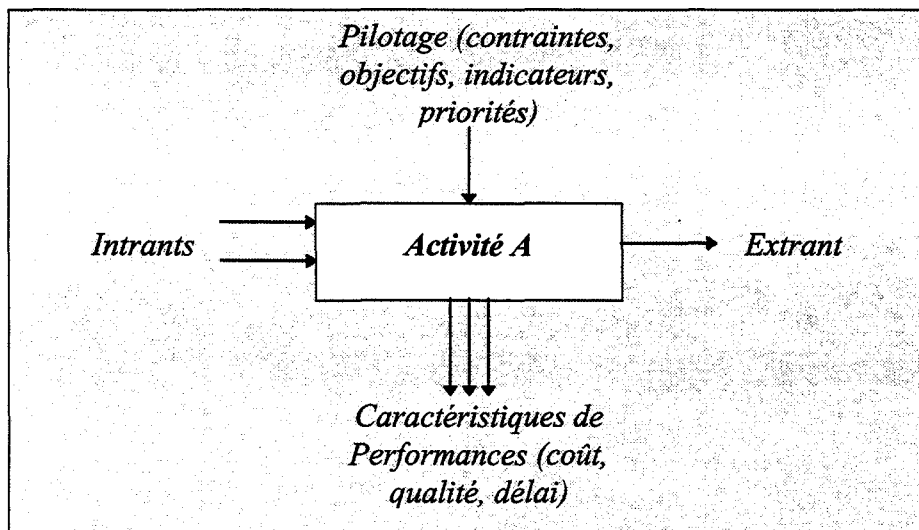 Pilotage (contraintes,
objectifs, indicateurs,
priorités)
Intrants
Activité A
Extrant
Caractéristiques de
Performances (coût,
qualité, délai)